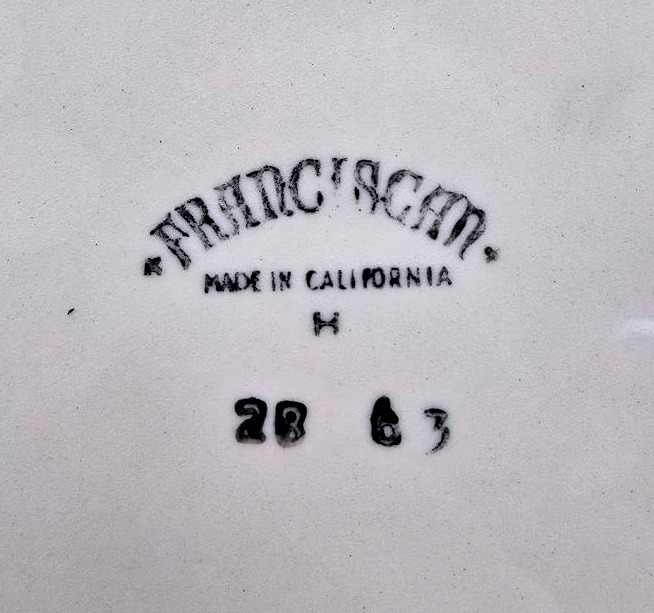 FRANCISCAN
MADE IN CALIFORNIA
H
28 63